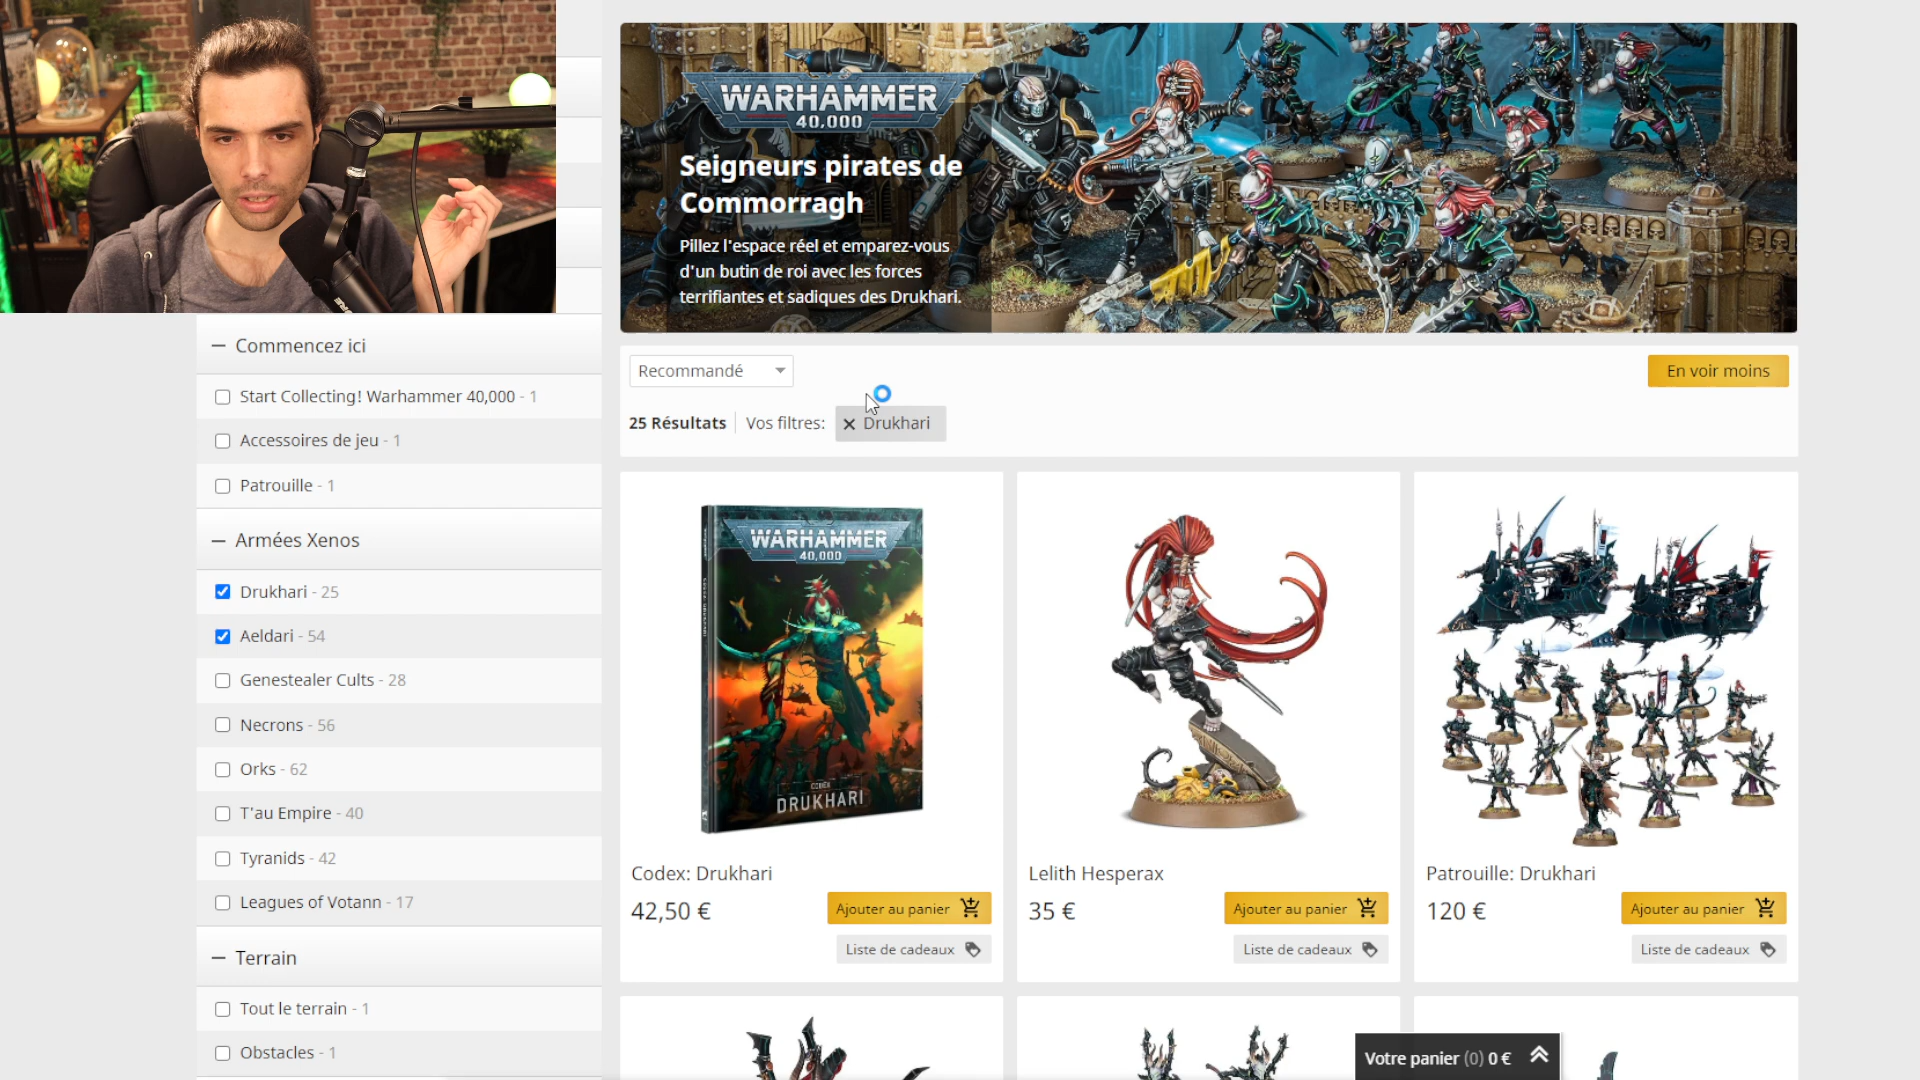 WARHAMMER
40,000
Seigneurs pirates de
Commorragh
Pillez l'espace réel et emparez-vous
d'un butin de roi avec les forces
terrifiantes et sadiques des Drukhari.
Commencez ici
Start Collecting! Warhammer 40,000 - 1
Accessoires de jeu - 1
Patrouille - 1
Armées Xenos
Drukhari - 25
Aeldari - 54
Genestealer Cults - 28
Necrons - 56
Orks - 62
T'au Empire - 40
Tyranids - 42
Leagues of Votann - 17
Terrain
Tout le terrain - 1
Obstacles - 1
Recommandé
En voir moins
25 Résultats
Vos filtres:
Drukhari
WARHAMMER
40,000
CODEX
DRUKHARI
Codex: Drukhari
42,50 €
Ajouter au panier
Liste de cadeaux
Lelith Hesperax
35 €
Ajouter au panier
Liste de cadeaux
Patrouille: Drukhari
120 €
Ajouter au panier
Liste de cadeaux
Votre panier (0) 0 €